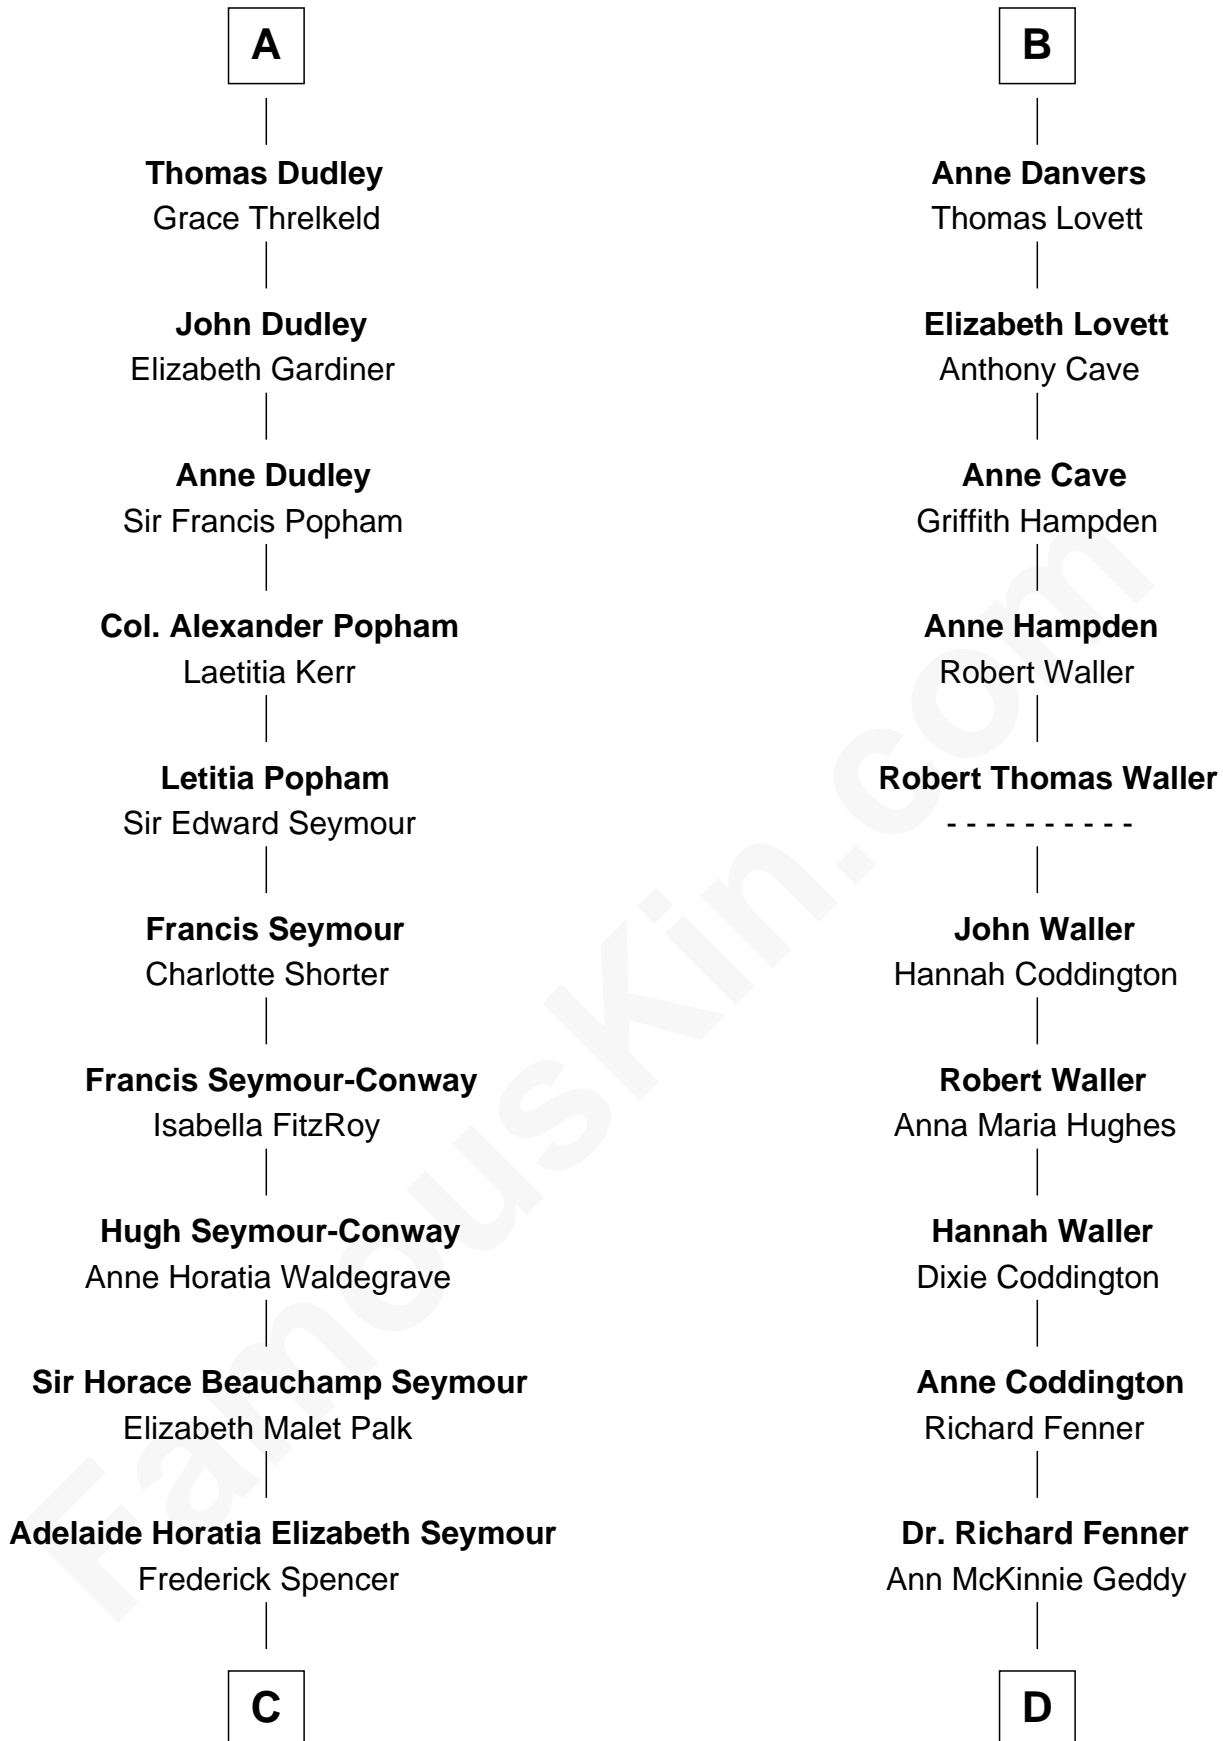 A
Thomas Dudley
Grace Threlkeld
John Dudley
Elizabeth Gardiner
Anne Dudley
Sir Francis Popham
Col. Alexander Popham
Laetitia Kerr
Letitia Popham
Sir Edward Seymour
Francis Seymour
Charlotte Shorter
Francis Seymour-Conway
Isabella FitzRoy
Hugh Seymour-Conway
Anne Horatia Waldegrave
Sir Horace Beauchamp Seymour
Elizabeth Malet Palk
Adelaide Horatia Elizabeth Seymour
Frederick Spencer
C
B
Anne Danvers
Thomas Lovett
Elizabeth Lovett
Anthony Cave
Anne Cave
Griffith Hampden
Anne Hampden
Robert Waller
Robert Thomas Waller
- - - - - - - - - -
John Waller
Hannah Coddington
Robert Waller
Anna Maria Hughes
Hannah Waller
Dixie Coddington
Anne Coddington
Richard Fenner
Dr. Richard Fenner
Ann McKinnie Geddy
D
FamousKin.com